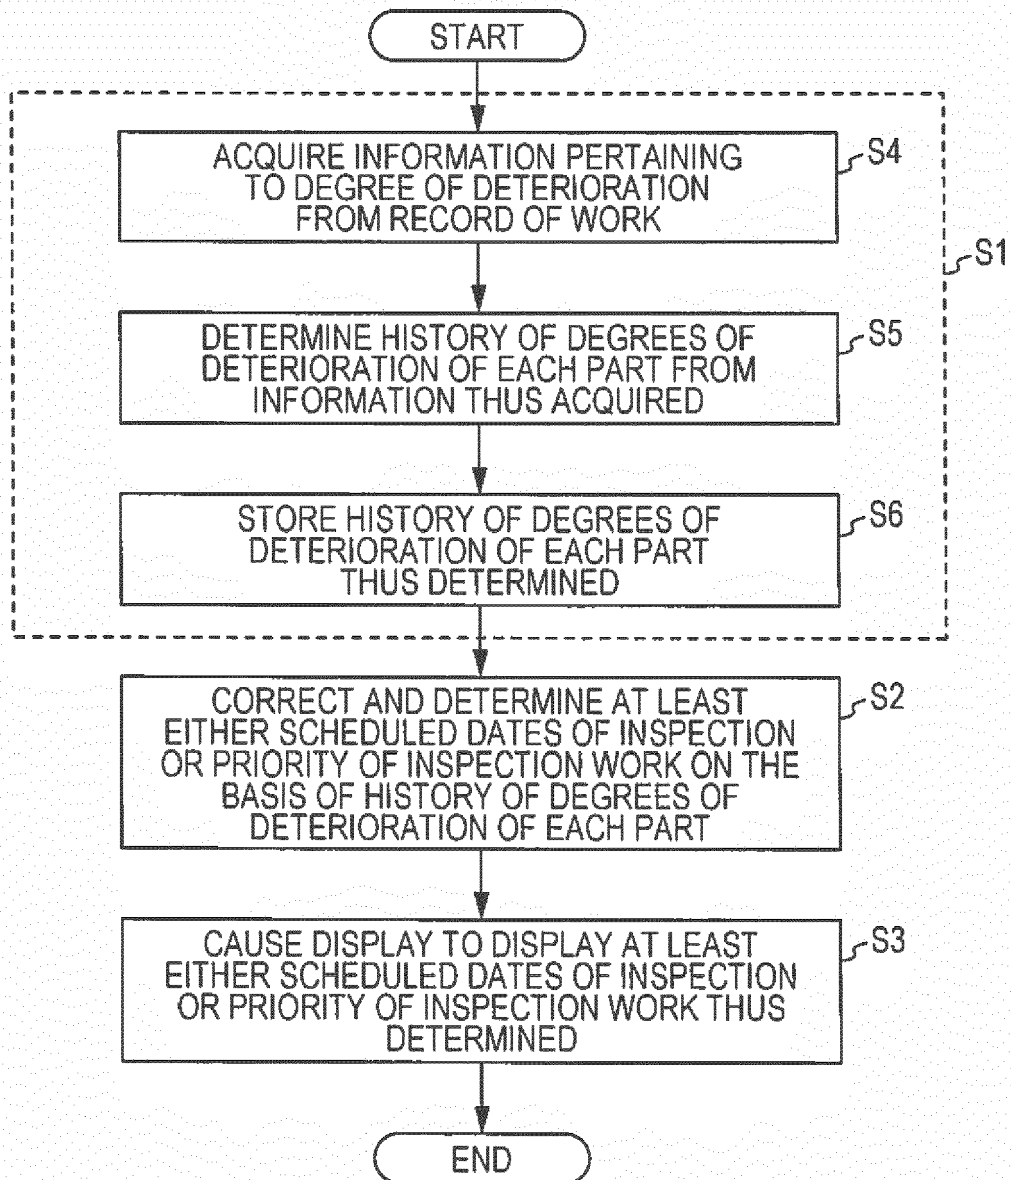 START
ACQUIRE INFORMATION PERTAINING
TO DEGREE OF DETERIORATION
FROM RECORD OF WORK
S4
S1
DETERMINE HISTORY OF DEGREES OF
DETERIORATION OF EACH PART FROM
INFORMATION THUS ACQUIRED
S5
STORE HISTORY OF DEGREES OF
DETERIORATION OF EACH PART
THUS DETERMINED
S6
CORRECT AND DETERMINE AT LEAST
EITHER SCHEDULED DATES OF INSPECTION
OR PRIORITY OF INSPECTION WORK ON THE
BASIS OF HISTORY OF DEGREES OF
DETERIORATION OF EACH PART
S2
CAUSE DISPLAY TO DISPLAY AT LEAST
EITHER SCHEDULED DATES OF INSPECTION
OR PRIORITY OF INSPECTION WORK THUS
DETERMINED
S3
END